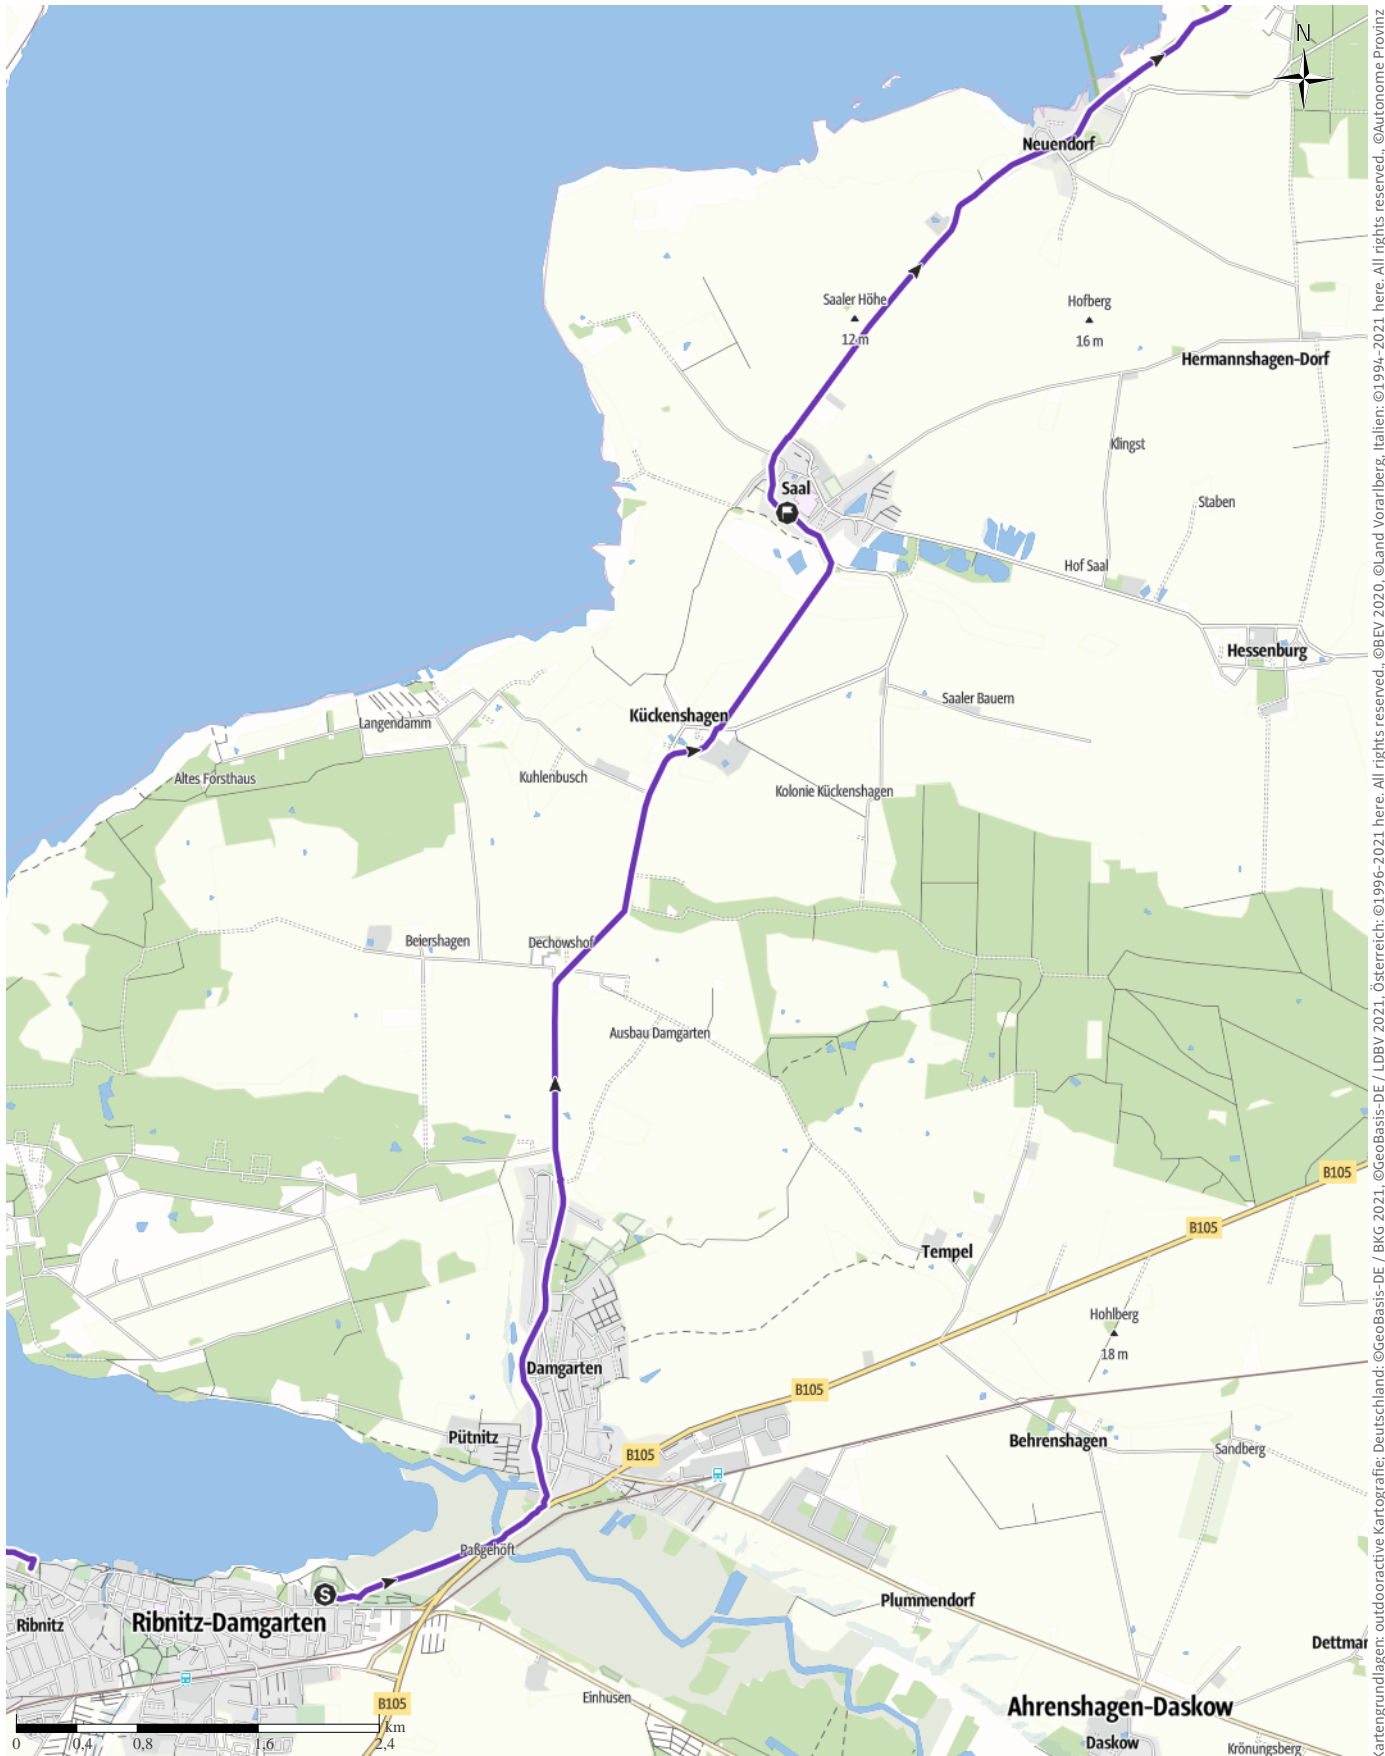 N
Neuendorf
Saaler Höhe
12 m
Hofberg
16 m
Hermannshagen-Dorf
Klingst
Saal
Staben
Hof Saal
Hessenburg
Saaler Bauern
Kückenshagen
Langendamm
Altes Forsthaus
Kuhlenbusch
Kolonie Kückenshagen
Beiershagen
Dechowshof
Ausbau Damgarten
B105
B105
Tempel
Hohlberg
18 m
Damgarten
B105
Pütnitz
B105
Behrenshagen
Sandberg
Paßgehöft
S
Plummendorf
Ribnitz
Ribnitz-Damgarten
Dettmar
Einhusen
B105
Ahrenshagen-Daskow
Daskow
Krönungsberg
km
0 0,4 0,8 1,6 2,4
artengrundlagen: outdooractive Kartografie; Deutschland: ©GeoBasis-DE / BKG 2021, ©GeoBasis-DE / LDBV 2021, Österreich: ©1996-2021 here. All rights reserved., ©BEV 2020, ©Land Vorarlberg, Italien: ©1994-2021 here. All rights reserved., ©Autonome Provinz